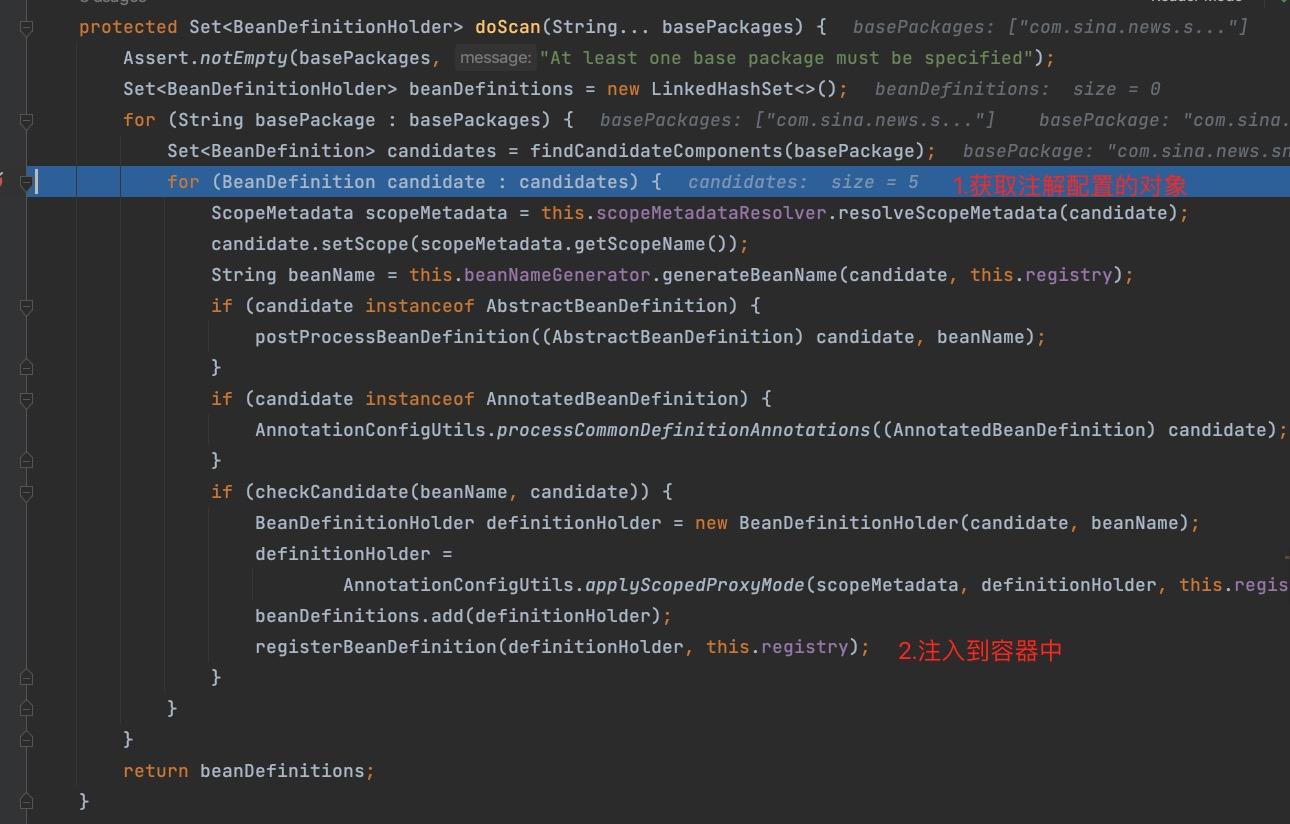 protected Set<BeanDefinitionHolder> doScan(String... basePackages) {   basePackages: ["com.sina.news.s..."]
Assert.notEmpty(basePackages, message: "At least one base package must be specified");
Set<BeanDefinitionHolder> beanDefinitions = new LinkedHashSet<>();   beanDefinitions:  size = 0
for (String basePackage : basePackages) {   basePackages: ["com.sina.news.s..."]    basePackage: "com.sina.
Set<BeanDefinition> candidates = findCandidateComponents(basePackage);   basePackage: "com.sina.news.sn
for (BeanDefinition candidate : candidates) {   candidates:  size = 5   1.获取注解配置的对象
ScopeMetadata scopeMetadata = this.scopeMetadataResolver.resolveScopeMetadata(candidate);
candidate.setScope(scopeMetadata.getScopeName());
String beanName = this.beanNameGenerator.generateBeanName(candidate, this.registry);
if (candidate instanceof AbstractBeanDefinition) {
postProcessBeanDefinition((AbstractBeanDefinition) candidate, beanName);
}
if (candidate instanceof AnnotatedBeanDefinition) {
AnnotationConfigUtils.processCommonDefinitionAnnotations((AnnotatedBeanDefinition) candidate);
}
if (checkCandidate(beanName, candidate)) {
BeanDefinitionHolder definitionHolder = new BeanDefinitionHolder(candidate, beanName);
definitionHolder =
AnnotationConfigUtils.applyScopedProxyMode(scopeMetadata, definitionHolder, this.regis
beanDefinitions.add(definitionHolder);
registerBeanDefinition(definitionHolder, this.registry);   2.注入到容器中
}
}
}
return beanDefinitions;
}